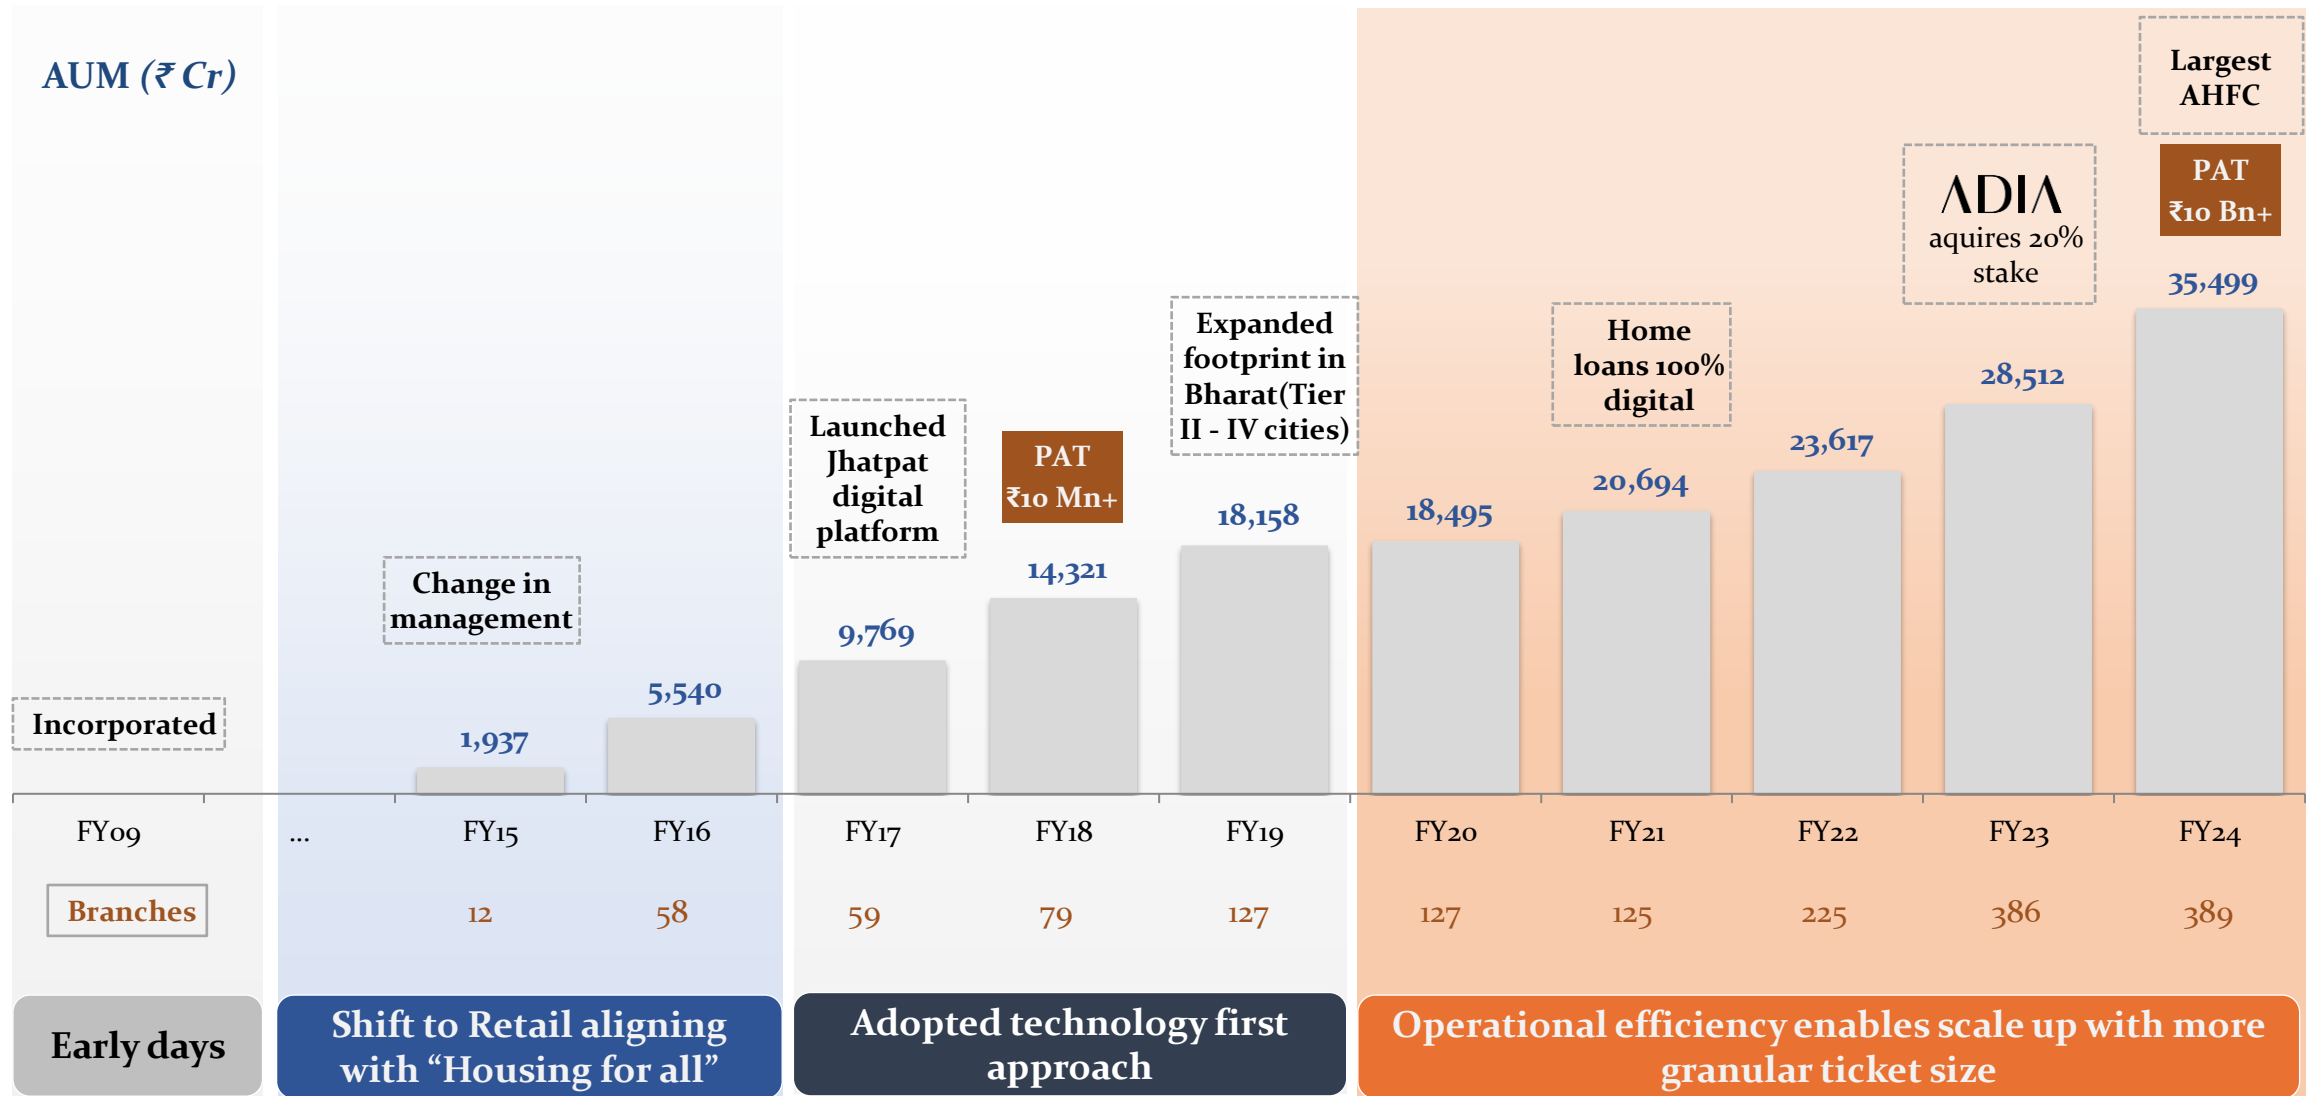 AUM (₹ Cr)
Largest
AHFC
PAT
₹10 Bn+
ADIA
aquires 20%
stake
Expanded
footprint in
Bharat(Tier
II - IV cities)
Home
loans 100%
digital
Launched
Jhatpat
digital
platform
PAT
₹10 Mn+
Change in
management
Incorporated
1,937
5,540
9,769
14,321
18,158
18,495
20,694
23,617
28,512
35,499
FY09 ... FY15 FY16 FY17 FY18 FY19 FY20 FY21 FY22 FY23 FY24
Branches 12 58 59 79 127 127 125 225 386 389
Early days
Shift to Retail aligning
with “Housing for all”
Adopted technology first
approach
Operational efficiency enables scale up with more
granular ticket size